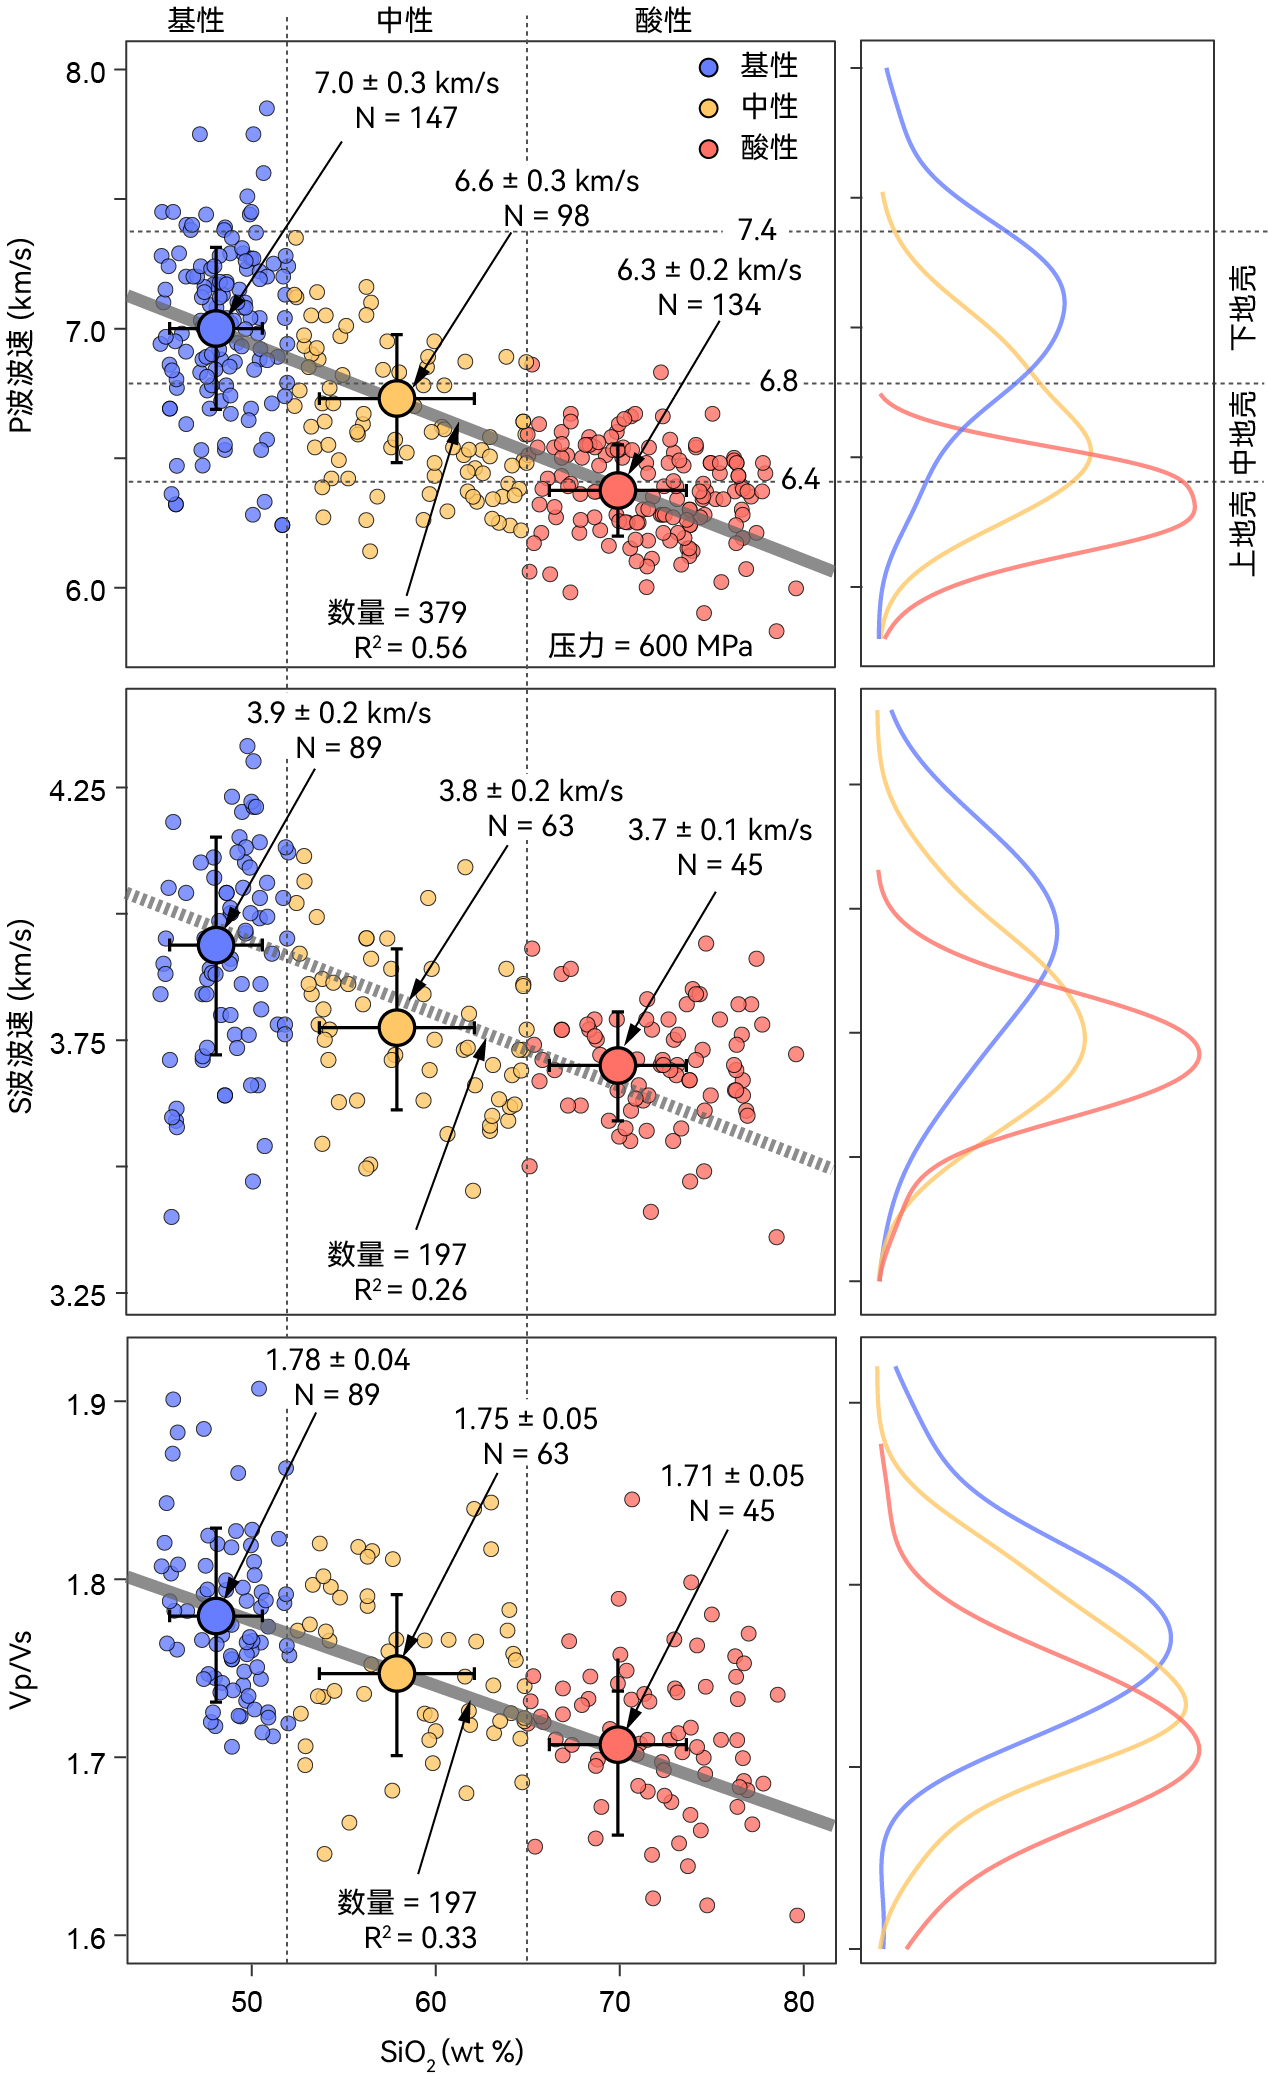 基性 中性 酸性
基性
中性
酸性
8.0
7.0
6.0
P波波速 (km/s)
7.0 ± 0.3 km/s
N = 147
6.6 ± 0.3 km/s
N = 98
6.3 ± 0.2 km/s
N = 134
7.4
6.8
6.4
下地壳
中地壳
上地壳
数量 = 379
R² = 0.56
压力 = 600 MPa
4.25
3.75
3.25
S波波速 (km/s)
3.9 ± 0.2 km/s
N = 89
3.8 ± 0.2 km/s
N = 63
3.7 ± 0.1 km/s
N = 45
数量 = 197
R² = 0.26
1.9
1.8
1.7
1.6
Vp/Vs
1.78 ± 0.04
N = 89
1.75 ± 0.05
N = 63
1.71 ± 0.05
N = 45
数量 = 197
R² = 0.33
50 60 70 80
SiO₂ (wt %)